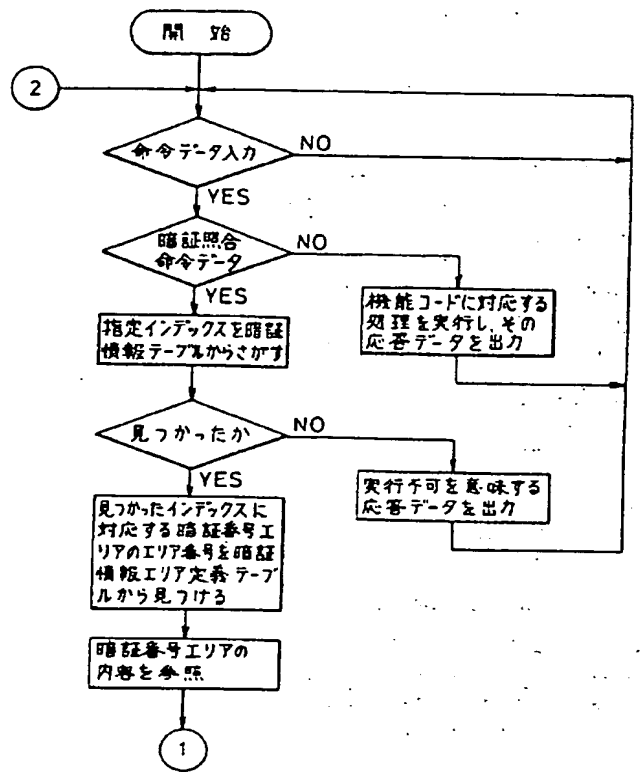 開 始
2
命令データ入力
NO
YES
暗証照合
命令データ
NO
YES
指定インデックスを暗証
情報テーブルからさがす
機能コードに対応する
処理を実行し、その
応答データを出力
見つかったか
NO
YES
実行不可を意味する
応答データを出力
見つかったインデックスに
対応する暗証番号エ
リアのエリア番号を暗証
情報エリア定義テーブ
ルから見つける
暗証番号エリアの
内容を参照
1